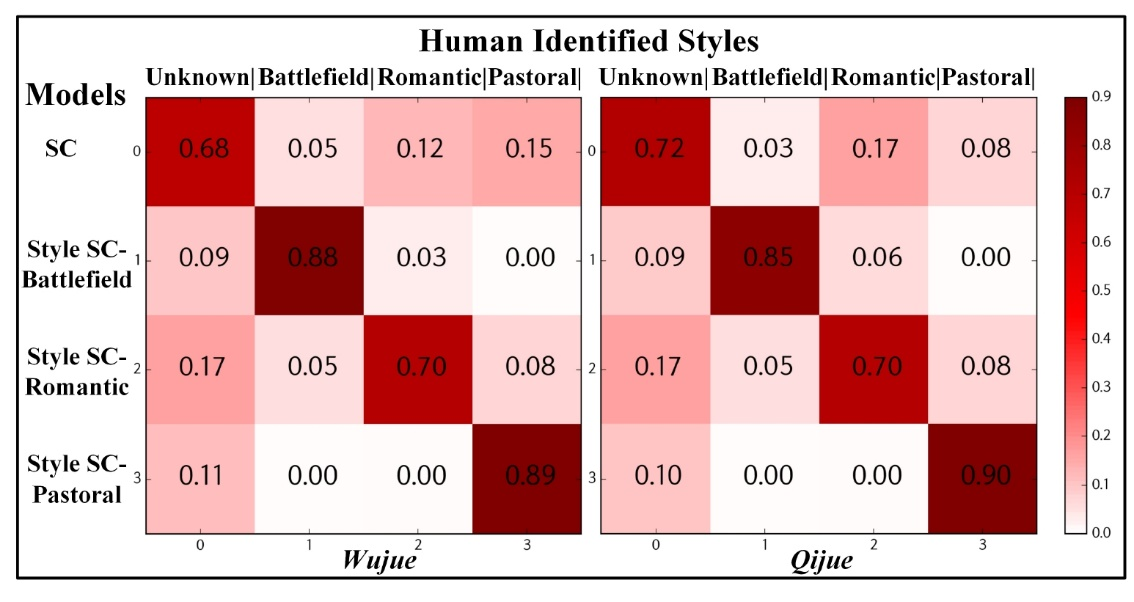 Human Identified Styles
Unknown| Battlefield| Romantic| Pastoral| Unknown| Battlefield| Romantic| Pastoral|
Models
SC 0 0.68 0.05 0.12 0.15 0 0.72 0.03 0.17 0.08
Style SC-
Battlefield 1 0.09 0.88 0.03 0.00 1 0.09 0.85 0.06 0.00
Style SC-
Romantic 2 0.17 0.05 0.70 0.08 2 0.17 0.05 0.70 0.08
Style SC-
Pastoral 3 0.11 0.00 0.00 0.89 3 0.10 0.00 0.00 0.90
0 1 2 3 0 1 2 3
Wujue Qijue
0.9
0.8
0.7
0.6
0.5
0.4
0.3
0.2
0.1
0.0